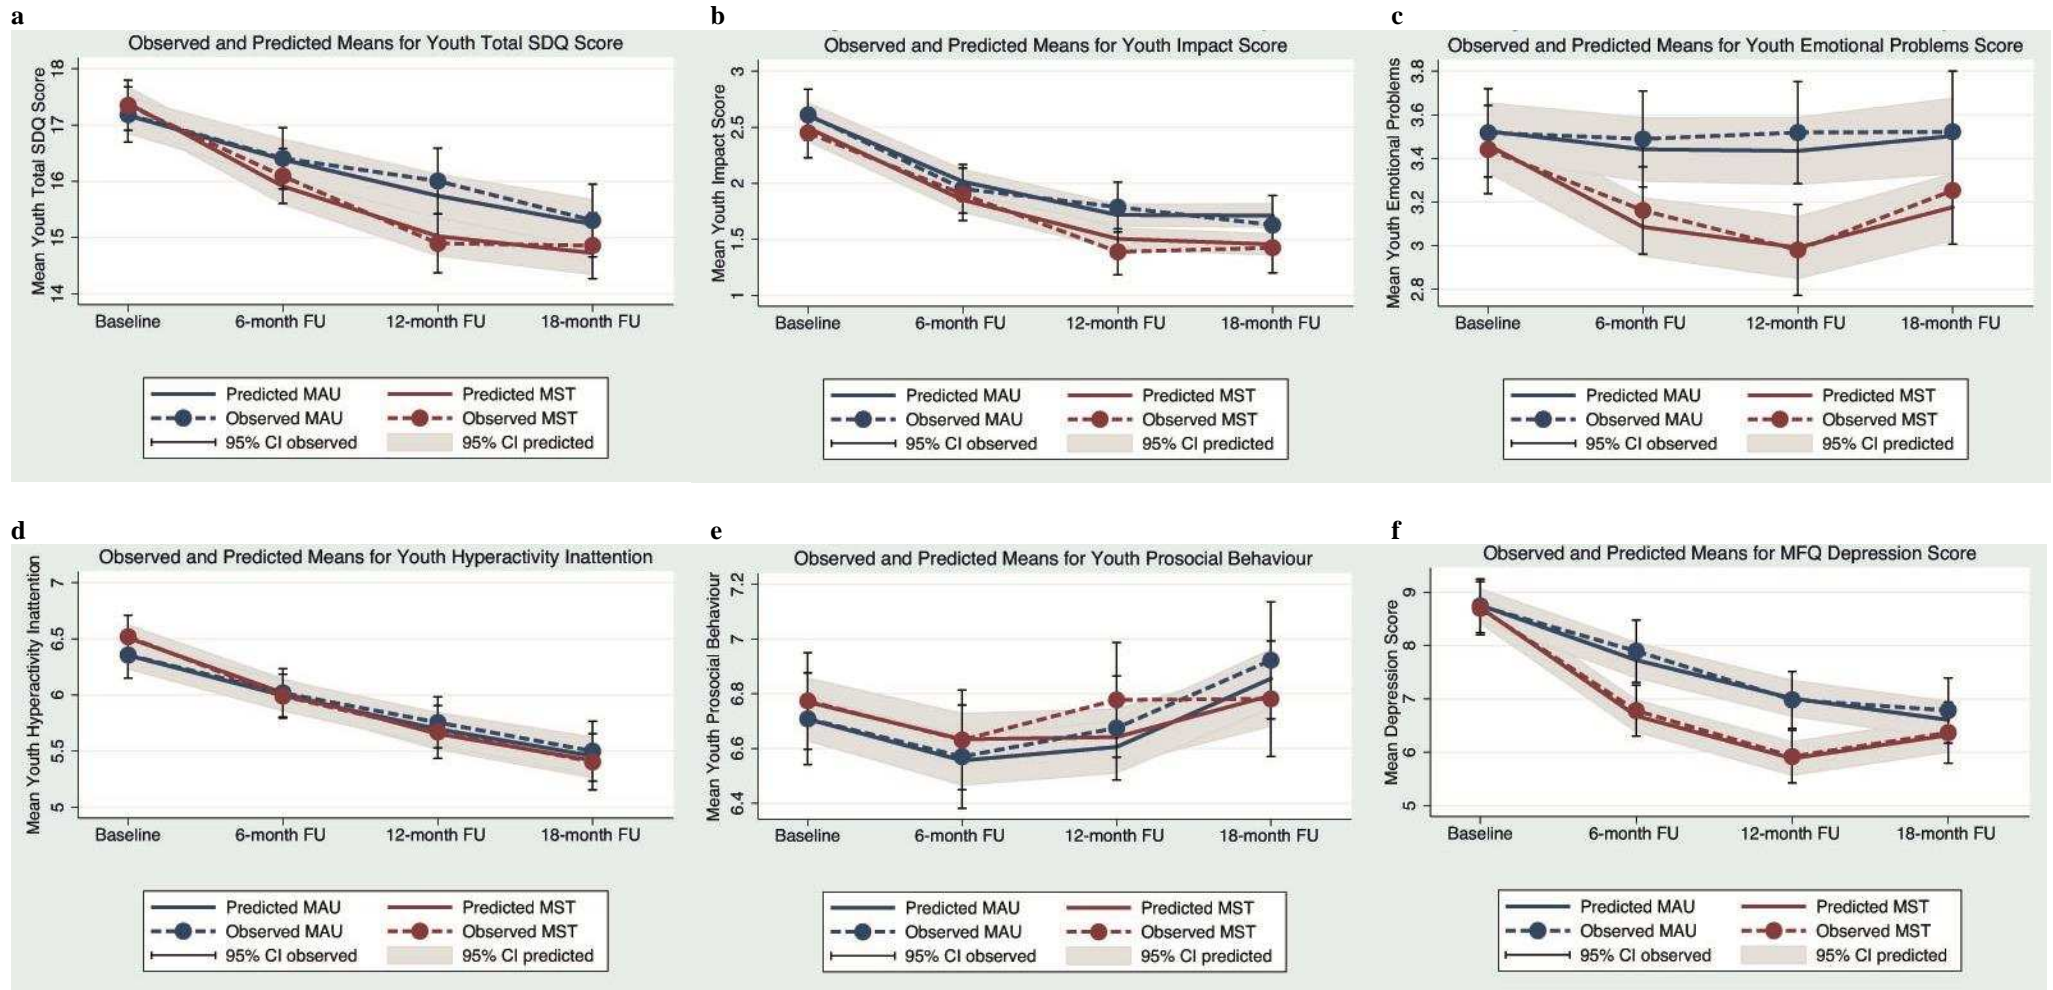 a
Observed and Predicted Means for Youth Total SDQ Score
Mean Youth Total SDQ Score
18
17
16
15
14
Baseline 6-month FU 12-month FU 18-month FU
Predicted MAU Predicted MST
Observed MAU Observed MST
95% CI observed 95% CI predicted
b
Observed and Predicted Means for Youth Impact Score
Mean Youth Impact Score
3
2.5
2
1.5
1
Baseline 6-month FU 12-month FU 18-month FU
Predicted MAU Predicted MST
Observed MAU Observed MST
95% CI observed 95% CI predicted
c
Observed and Predicted Means for Youth Emotional Problems Score
Mean Youth Emotional Problems
3.8
3.6
3.4
3.2
3
2.8
Baseline 6-month FU 12-month FU 18-month FU
Predicted MAU Predicted MST
Observed MAU Observed MST
95% CI observed 95% CI predicted
d
Observed and Predicted Means for Youth Hyperactivity Inattention
Mean Youth Hyperactivity Inattention
7
6.5
6
5.5
5
Baseline 6-month FU 12-month FU 18-month FU
Predicted MAU Predicted MST
Observed MAU Observed MST
95% CI observed 95% CI predicted
e
Observed and Predicted Means for Youth Prosocial Behaviour
Mean Youth Prosocial Behaviour
7.2
7
6.8
6.6
6.4
Baseline 6-month FU 12-month FU 18-month FU
Predicted MAU Predicted MST
Observed MAU Observed MST
95% CI observed 95% CI predicted
f
Observed and Predicted Means for MFQ Depression Score
Mean Depression Score
9
8
7
6
5
Baseline 6-month FU 12-month FU 18-month FU
Predicted MAU Predicted MST
Observed MAU Observed MST
95% CI observed 95% CI predicted